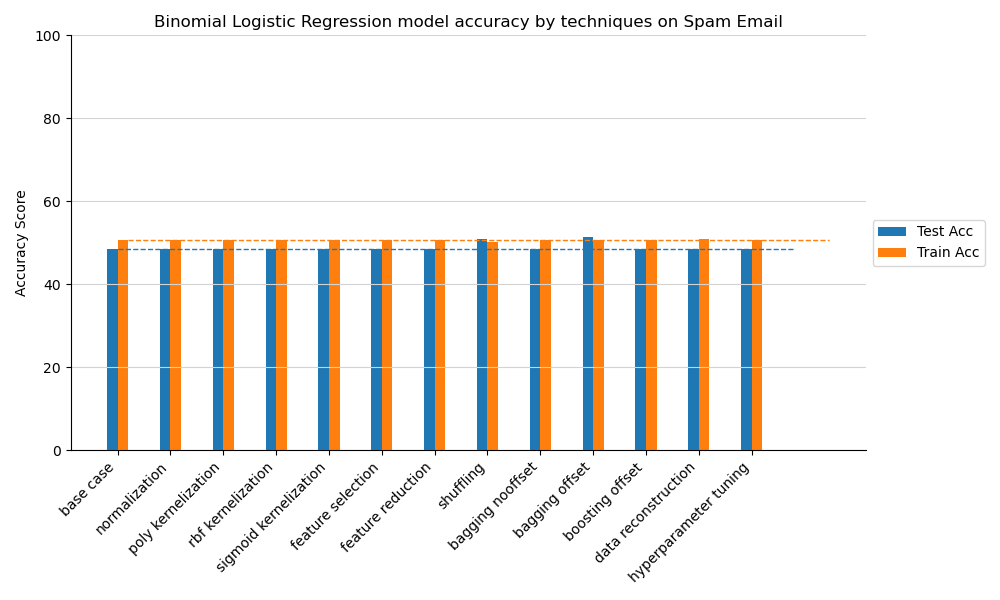 Binomial Logistic Regression model accuracy by techniques on Spam Email
Accuracy Score
100
80
60
40
20
0
base case
normalization
poly kernelization
rbf kernelization
sigmoid kernelization
feature selection
feature reduction
shuffling
bagging nooffset
bagging offset
boosting offset
data reconstruction
hyperparameter tuning
Test Acc
Train Acc